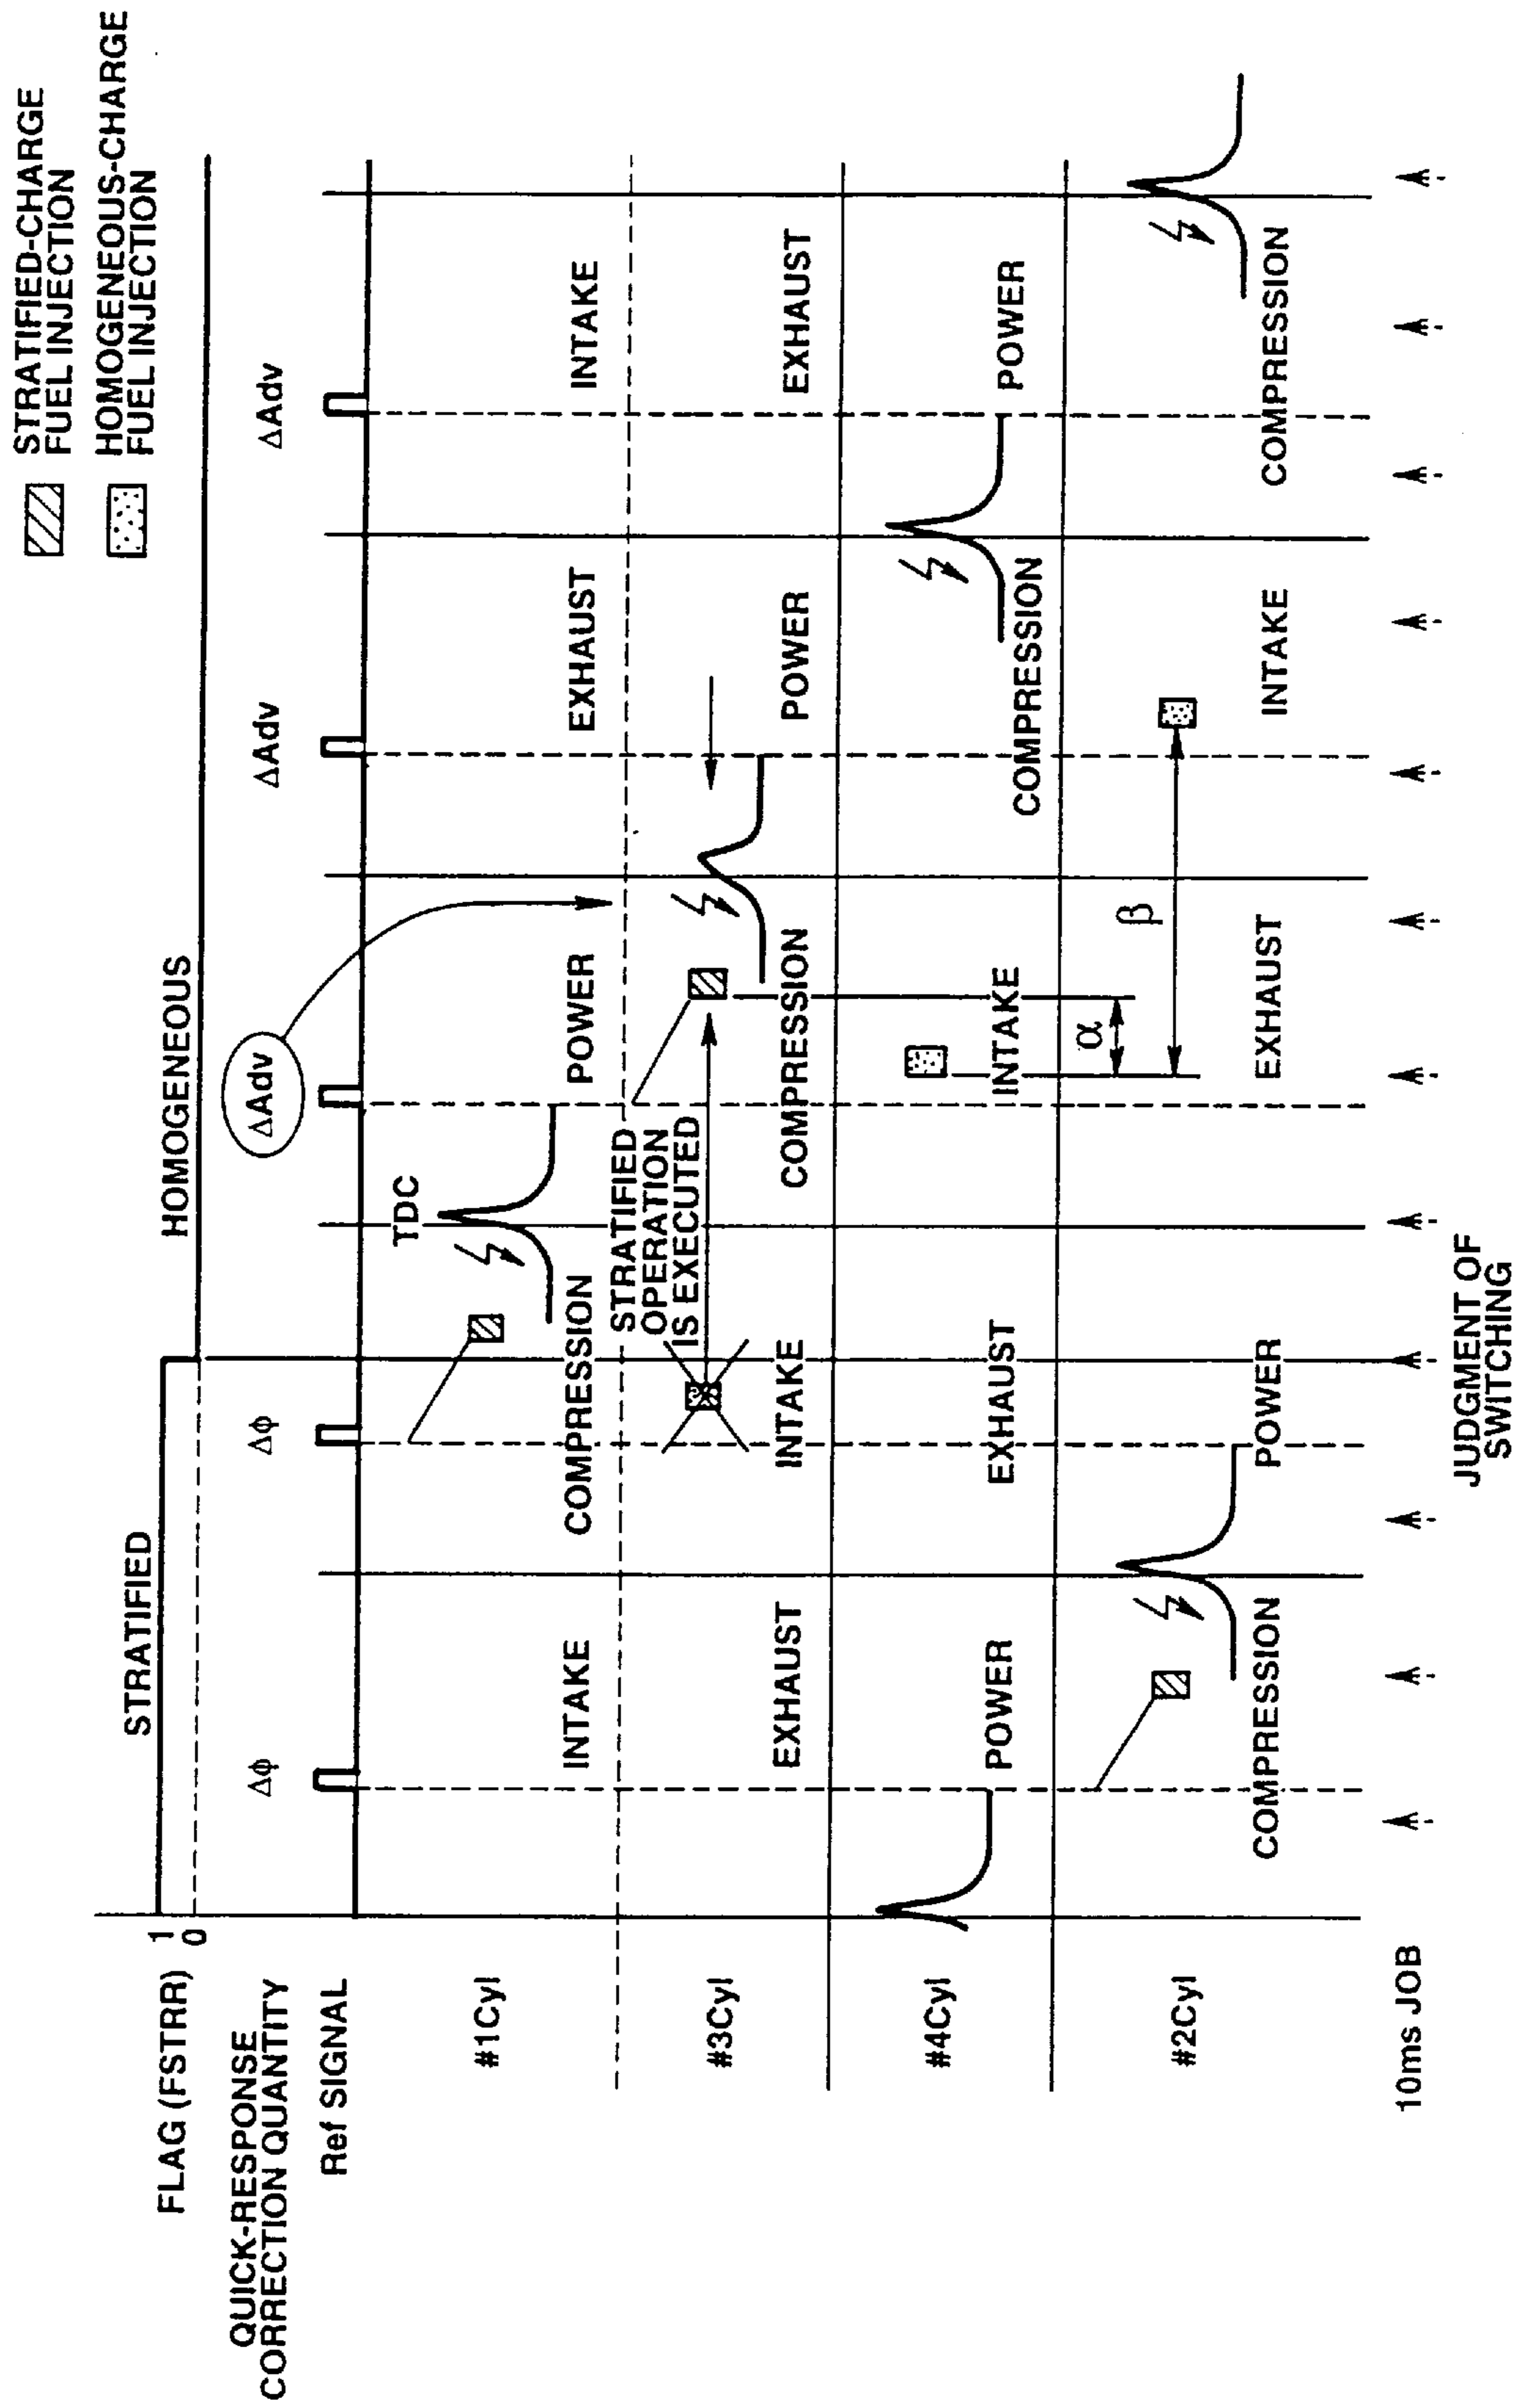 STRATIFIED-CHARGE
FUEL INJECTION
HOMOGENEOUS-CHARGE
FUEL INJECTION
STRATIFIED
HOMOGENEOUS
FLAG (FSTRR)
1
0
QUICK-RESPONSE
CORRECTION QUANTITY
Δϕ
Δϕ
ΔAdv
ΔAdv
ΔAdv
Ref SIGNAL
#1Cyl
INTAKE
COMPRESSION
TDC
POWER
EXHAUST
INTAKE
#3Cyl
EXHAUST
INTAKE
STRATIFIED
OPERATION
IS EXECUTED
COMPRESSION
POWER
EXHAUST
#4Cyl
POWER
EXHAUST
INTAKE
COMPRESSION
POWER
#2Cyl
COMPRESSION
POWER
α
β
EXHAUST
INTAKE
COMPRESSION
10ms JOB
JUDGMENT OF
SWITCHING